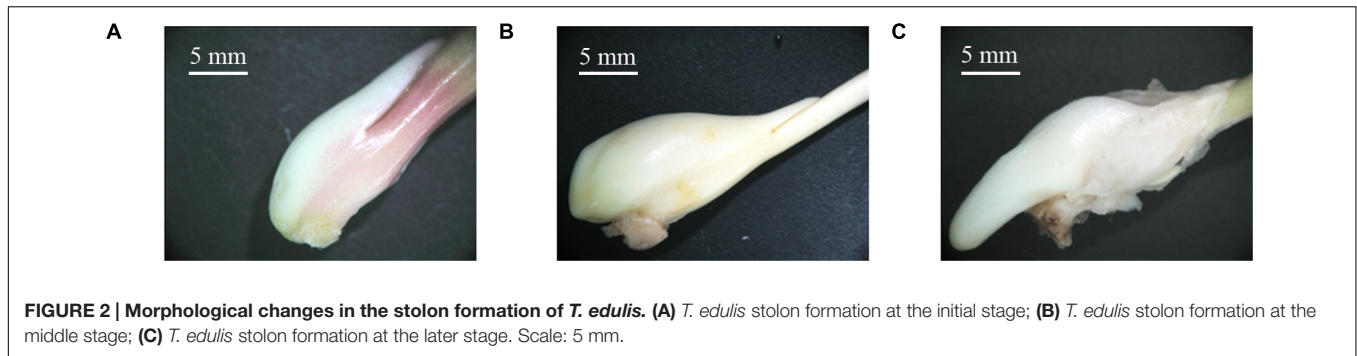 A
B
C
5 mm
5 mm
5 mm
FIGURE 2 | Morphological changes in the stolon formation of T. edulis. (A) T. edulis stolon formation at the initial stage; (B) T. edulis stolon formation at the
middle stage; (C) T. edulis stolon formation at the later stage. Scale: 5 mm.